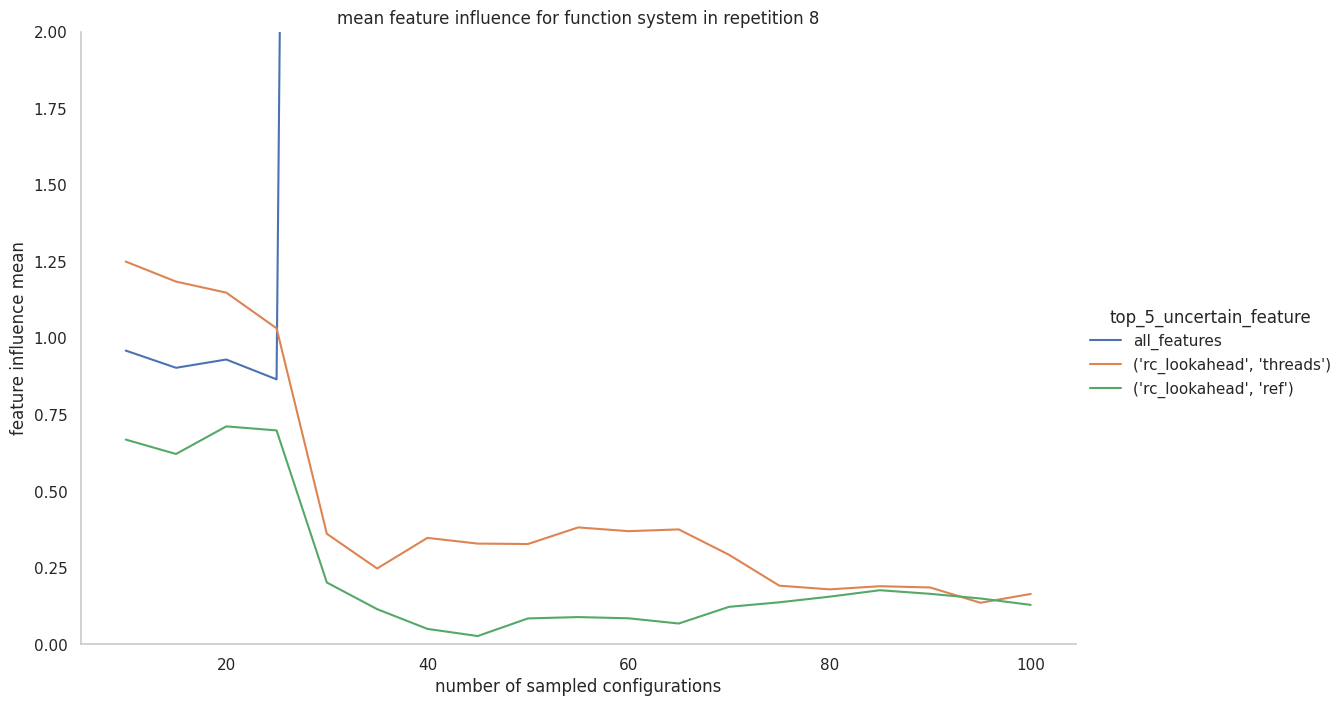 mean feature influence for function system in repetition 8
2.00
1.75
1.50
1.25
1.00
0.75
0.50
0.25
0.00
feature influence mean
20 40 60 80 100
number of sampled configurations
top_5_uncertain_feature
all_features
('rc_lookahead', 'threads')
('rc_lookahead', 'ref')